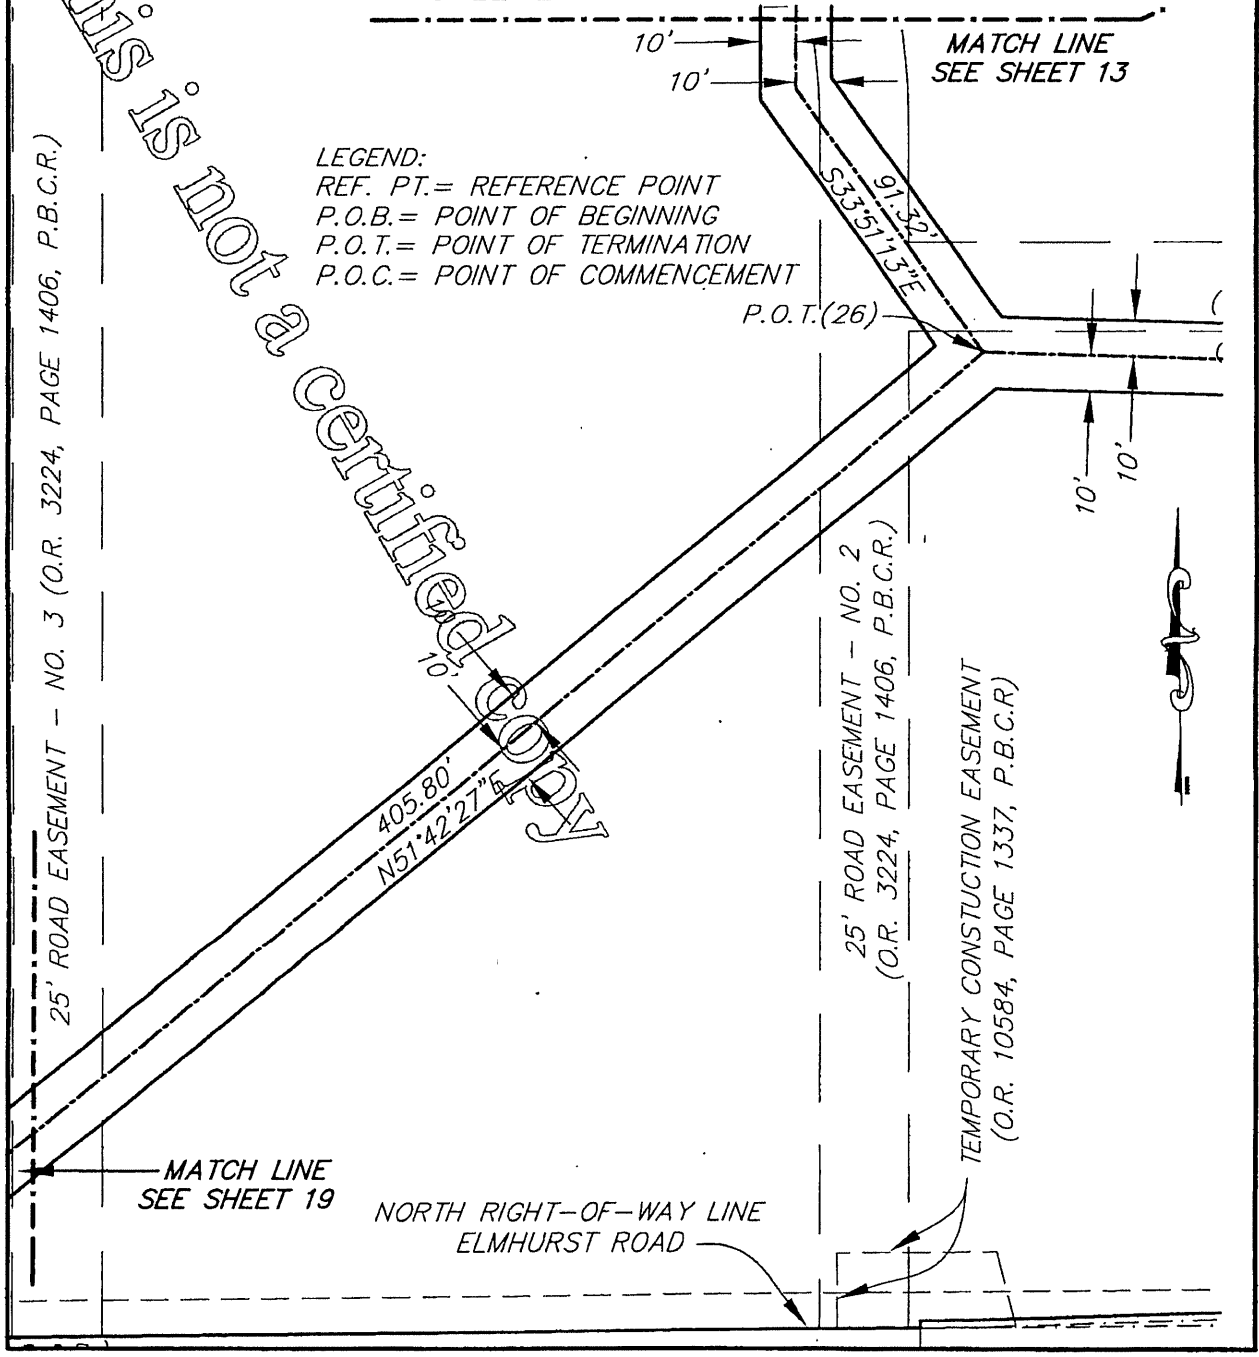 10'
10'
MATCH LINE
SEE SHEET 13
LEGEND:
REF. PT.= REFERENCE POINT
P.O.B.= POINT OF BEGINNING
P.O.T.= POINT OF TERMINATION
P.O.C.= POINT OF COMMENCEMENT
91.32'
S33°51'13"E
P.O.T.(26)
10'
10'
25' ROAD EASEMENT – NO. 3 (O.R. 3224, PAGE 1406, P.B.C.R.)
his is not a certified copy
10'
10'
405.80'
N51°42'27"E
25' ROAD EASEMENT – NO. 2
(O.R. 3224, PAGE 1406, P.B.C.R.)
TEMPORARY CONSTUCTION EASEMENT
(O.R. 10584, PAGE 1337, P.B.C.R)
MATCH LINE
SEE SHEET 19
NORTH RIGHT–OF–WAY LINE
ELMHURST ROAD